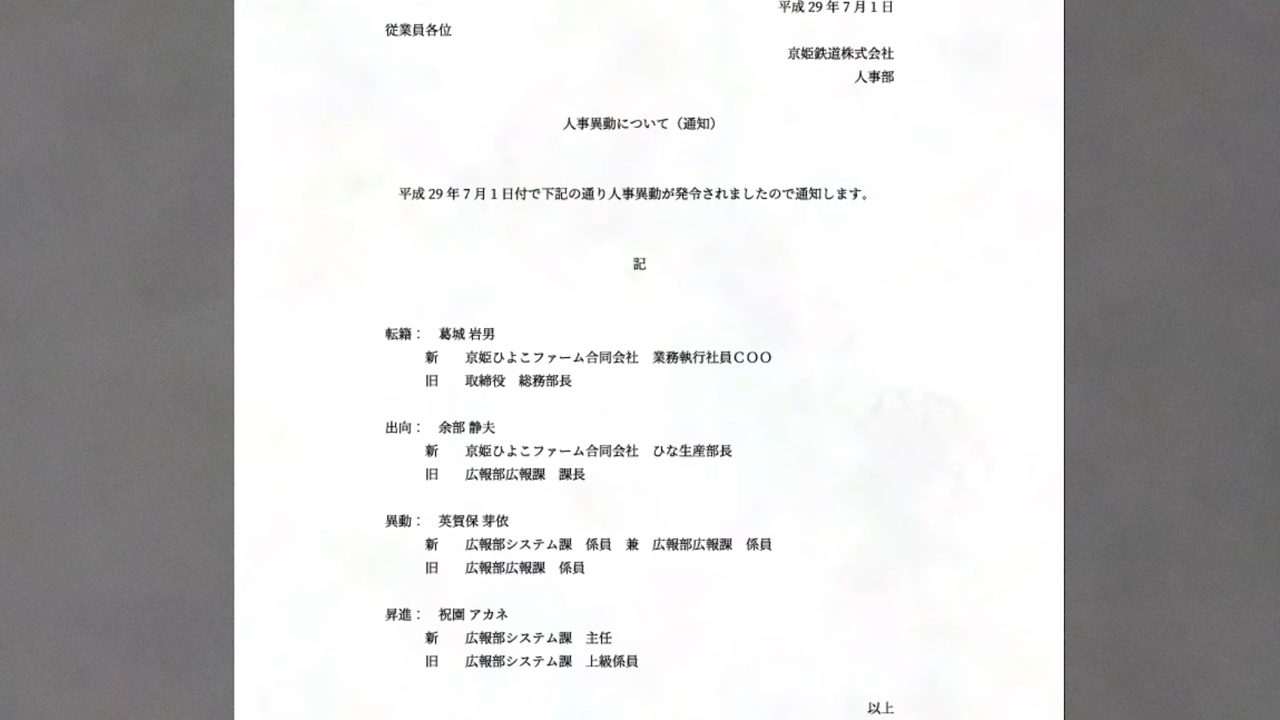 平成 29 年 7 月 1 日
従業員各位
京姫鉄道株式会社
人事部
人事異動について（通知）
平成 29 年 7 月 1 日付で下記の通り人事異動が発令されましたので通知します。
記
転籍： 葛城 岩男
新 京姫ひよこファーム合同会社 業務執行社員ＣＯＯ
旧 取締役 総務部長
出向： 余部 静夫
新 京姫ひよこファーム合同会社 ひな生産部長
旧 広報部広報課 課長
異動： 英賀保 芽依
新 広報部システム課 係員 兼 広報部広報課 係員
旧 広報部広報課 係員
昇進： 祝園 アカネ
新 広報部システム課 主任
旧 広報部システム課 上級係員
以上